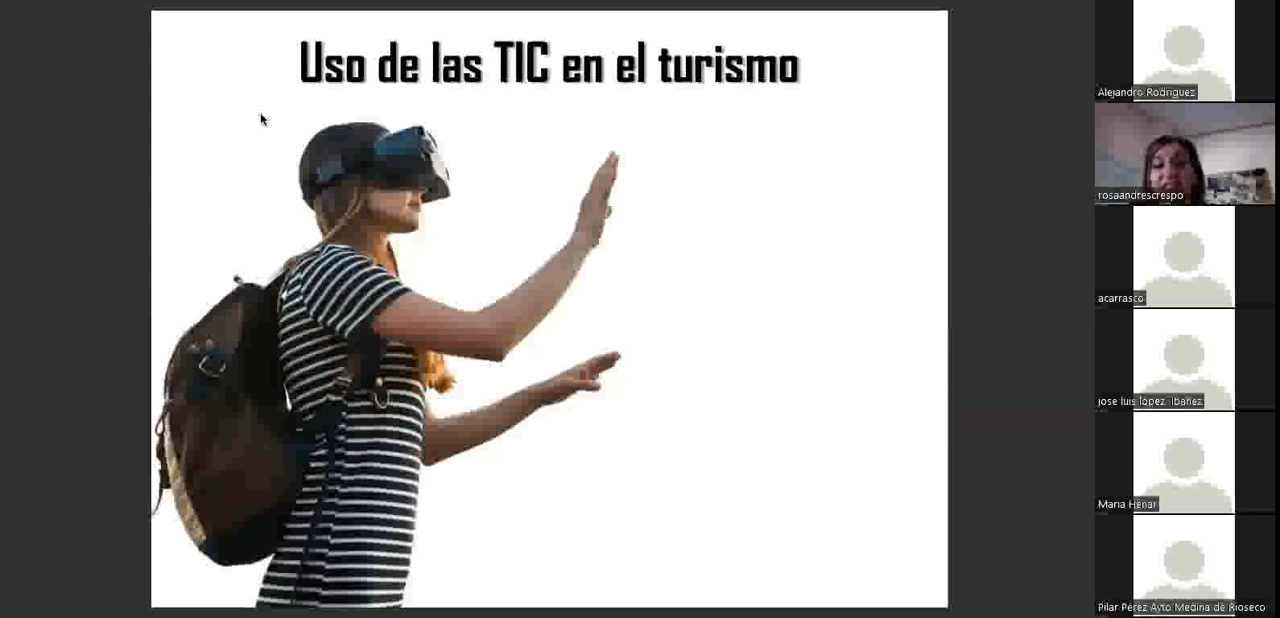 Uso de las TIC en el turismo
Alejandro Rodriguez
rosaandrescrespo
acarrasco
jose luis lopez ibañez
Maria Henar
Pilar Pérez Ayto Medina de Rioseco